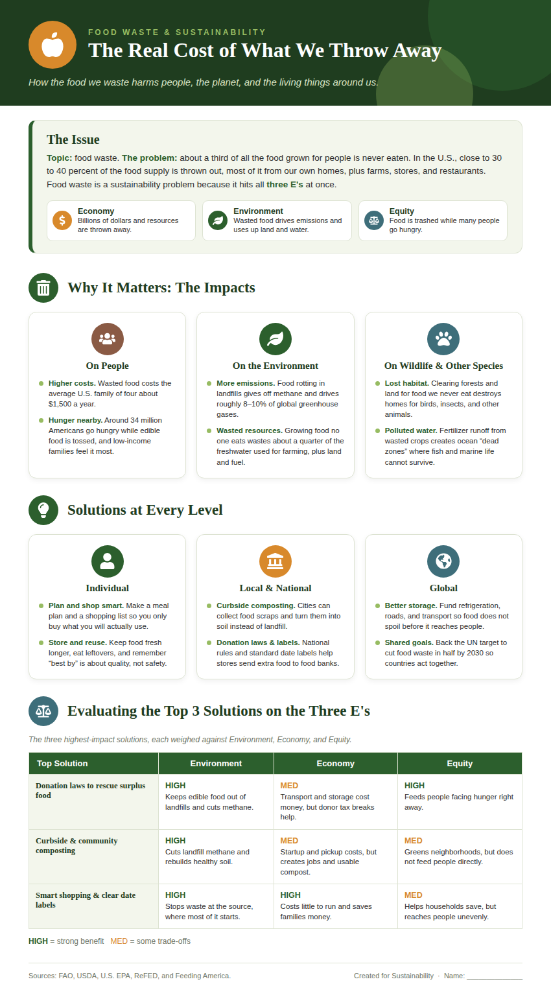 FOOD WASTE & SUSTAINABILITY
The Real Cost of What We Throw Away
How the food we waste harms people, the planet, and the living things around us.
The Issue
Topic: food waste. The problem: about a third of all the food grown for people is never eaten. In the U.S., close to 30
to 40 percent of the food supply is thrown out, most of it from our own homes, plus farms, stores, and restaurants.
Food waste is a sustainability problem because it hits all three E's at once.
Economy
Billions of dollars and resources
are thrown away.
Environment
Wasted food drives emissions and
uses up land and water.
Equity
Food is trashed while many people
go hungry.
Why It Matters: The Impacts
On People
Higher costs. Wasted food costs the
average U.S. family of four about
$1,500 a year.
Hunger nearby. Around 34 million
Americans go hungry while edible
food is tossed, and low-income
families feel it most.
On the Environment
More emissions. Food rotting in
landfills gives off methane and drives
roughly 8–10% of global greenhouse
gases.
Wasted resources. Growing food no
one eats wastes about a quarter of the
freshwater used for farming, plus land
and fuel.
On Wildlife & Other Species
Lost habitat. Clearing forests and
land for food we never eat destroys
homes for birds, insects, and other
animals.
Polluted water. Fertilizer runoff from
wasted crops creates ocean “dead
zones” where fish and marine life
cannot survive.
Solutions at Every Level
Individual
Plan and shop smart. Make a meal
plan and a shopping list so you only
buy what you will actually use.
Store and reuse. Keep food fresh
longer, eat leftovers, and remember
“best by” is about quality, not safety.
Local & National
Curbside composting. Cities can
collect food scraps and turn them into
soil instead of landfill.
Donation laws & labels. National
rules and standard date labels help
stores send extra food to food banks.
Global
Better storage. Fund refrigeration,
roads, and transport so food does not
spoil before it reaches people.
Shared goals. Back the UN target to
cut food waste in half by 2030 so
countries act together.
Evaluating the Top 3 Solutions on the Three E's
The three highest-impact solutions, each weighed against Environment, Economy, and Equity.
Top Solution Environment Economy Equity
Donation laws to rescue surplus
food
HIGH
Keeps edible food out of
landfills and cuts methane.
MED
Transport and storage cost
money, but donor tax breaks
help.
HIGH
Feeds people facing hunger right
away.
Curbside & community
composting
HIGH
Cuts landfill methane and
rebuilds healthy soil.
MED
Startup and pickup costs, but
creates jobs and usable
compost.
MED
Greens neighborhoods, but does
not feed people directly.
Smart shopping & clear date
labels
HIGH
Stops waste at the source,
where most of it starts.
HIGH
Costs little to run and saves
families money.
MED
Helps households save, but
reaches people unevenly.
HIGH = strong benefit MED = some trade-offs
Sources: FAO, USDA, U.S. EPA, ReFED, and Feeding America.
Created for Sustainability · Name: ______________